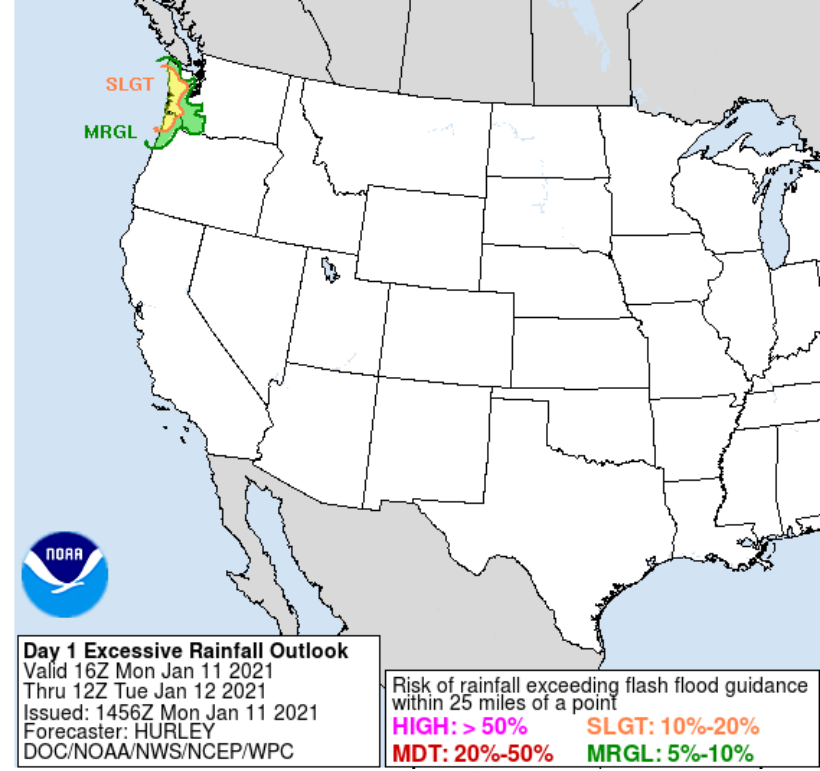 SLGT
MRGL
NOAA
Day 1 Excessive Rainfall Outlook
Valid 16Z Mon Jan 11 2021
Thru 12Z Tue Jan 12 2021
Issued: 1456Z Mon Jan 11 2021
Forecaster: HURLEY
DOC/NOAA/NWS/NCEP/WPC
Risk of rainfall exceeding flash flood guidance
within 25 miles of a point
HIGH: > 50% SLGT: 10%-20%
MDT: 20%-50% MRGL: 5%-10%